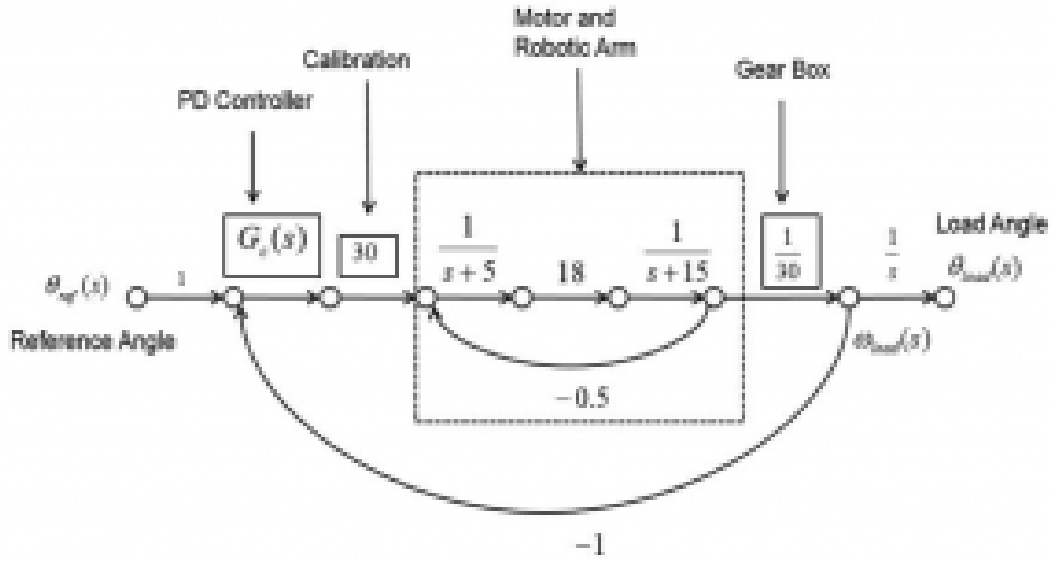 Motor and
Robotic Arm
Calibration
Gear Box
PD Controller
G_c(s)
30
1
s+5
18
1
s+15
1
30
1
s
Load Angle
θ_load(s)
θ_ref(s)
1
Reference Angle
ω_load(s)
−0.5
−1